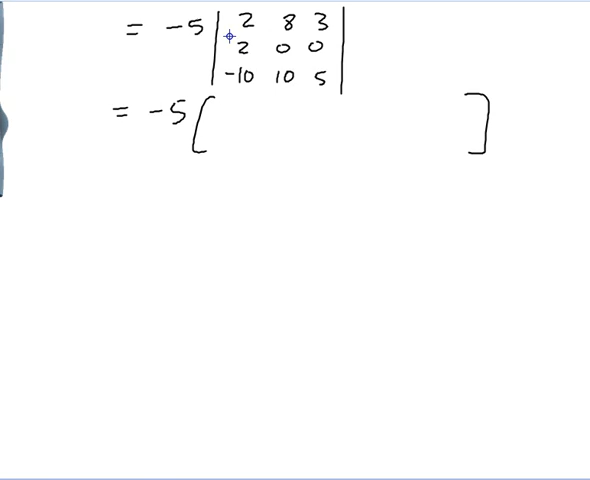 = -5 | 2 8 3 |
| 2 0 0 |
| -10 10 5 |
= -5 [ ]